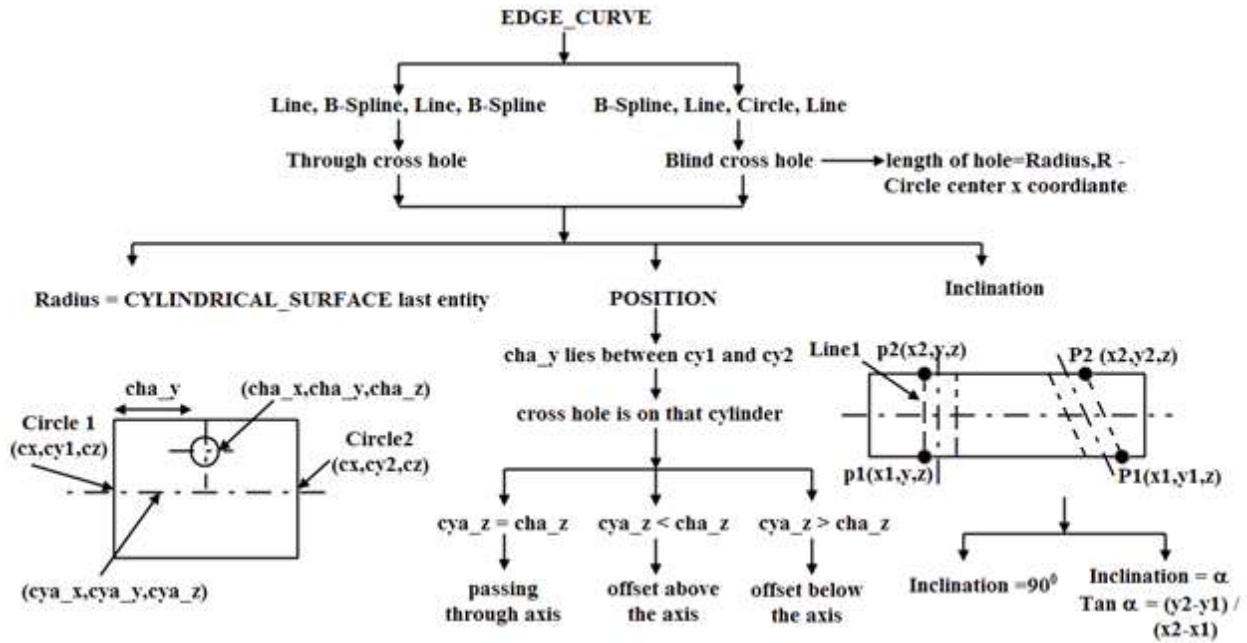 EDGE_CURVE
Line, B-Spline, Line, B-Spline
B-Spline, Line, Circle, Line
Through cross hole
Blind cross hole
length of hole=Radius,R -
Circle center x coordiante
Radius = CYLINDRICAL_SURFACE last entity
POSITION
Inclination
cha_y lies between cy1 and cy2
cross hole is on that cylinder
cha_y
(cha_x,cha_y,cha_z)
Circle 1
(cx,cy1,cz)
Circle2
(cx,cy2,cz)
(cya_x,cya_y,cya_z)
cya_z = cha_z
cya_z < cha_z
cya_z > cha_z
passing
through axis
offset above
the axis
offset below
the axis
Line1
p2(x2,y,z)
P2 (x2,y2,z)
p1(x1,y,z)
P1(x1,y1,z)
Inclination =90⁰
Inclination = α
Tan α = (y2-y1) /
(x2-x1)